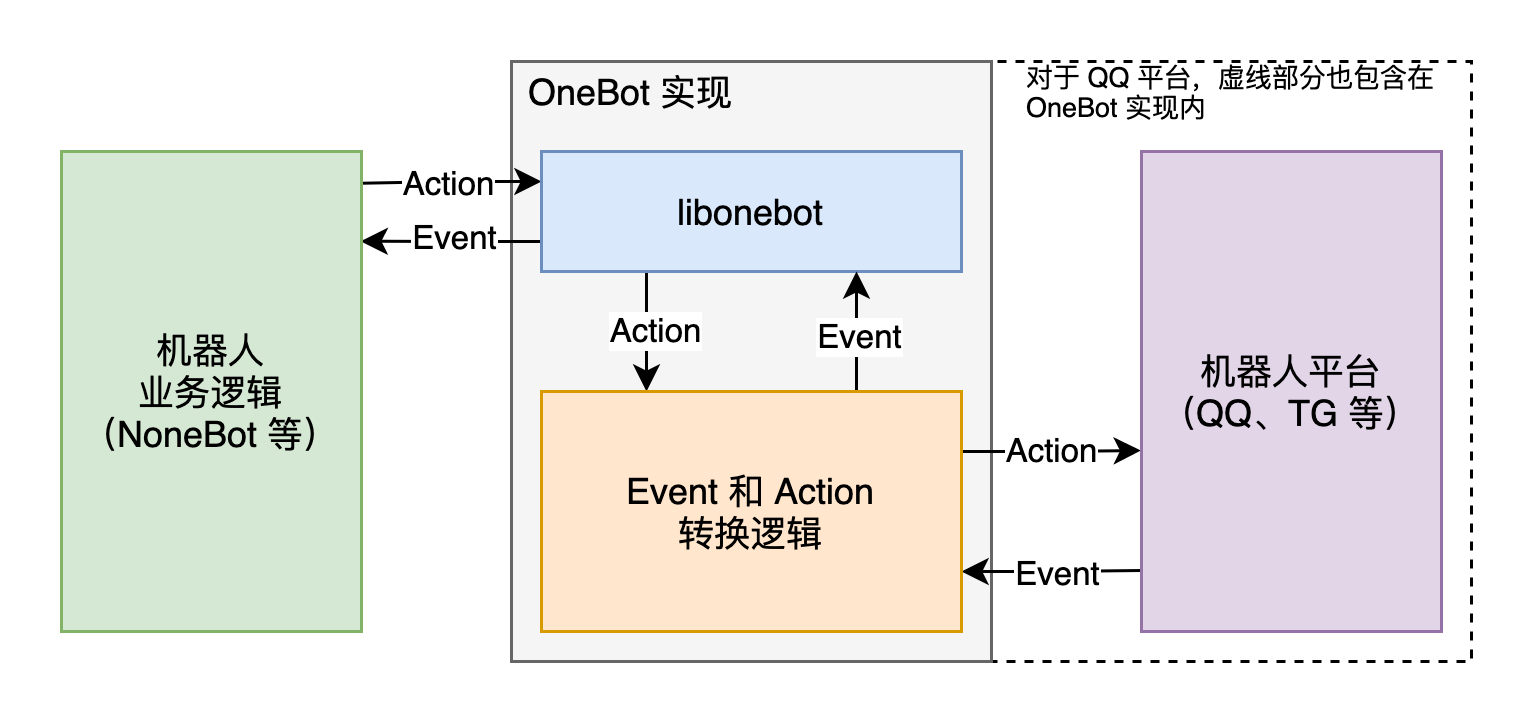 对于 QQ 平台，虚线部分也包含在
OneBot 实现内
OneBot 实现
Action
Event
libonebot
Action
Event
机器人
业务逻辑
（NoneBot 等）
机器人平台
（QQ、TG 等）
Action
Event 和 Action
转换逻辑
Event